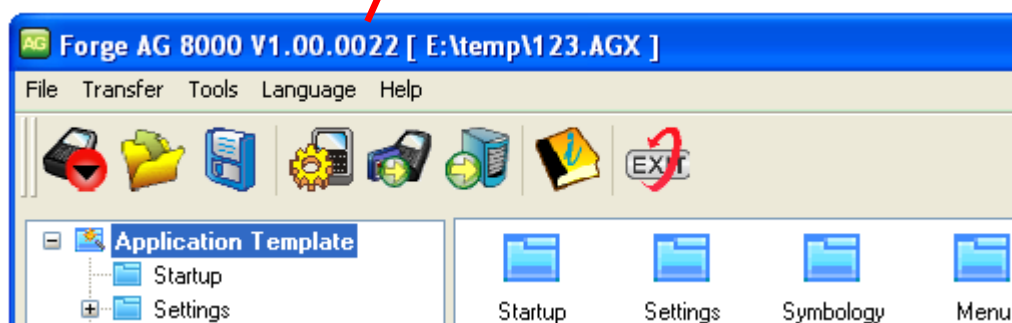 AG Forge AG 8000 V1.00.0022 [ E:\temp\123.AGX ]
File Transfer Tools Language Help
EXIT
Application Template
Startup
Settings
Startup Settings Symbology Menu